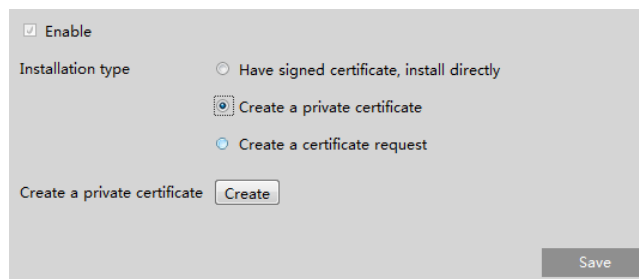 Enable
Installation type
Have signed certificate, install directly
Create a private certificate
Create a certificate request
Create a private certificate
Create
Save